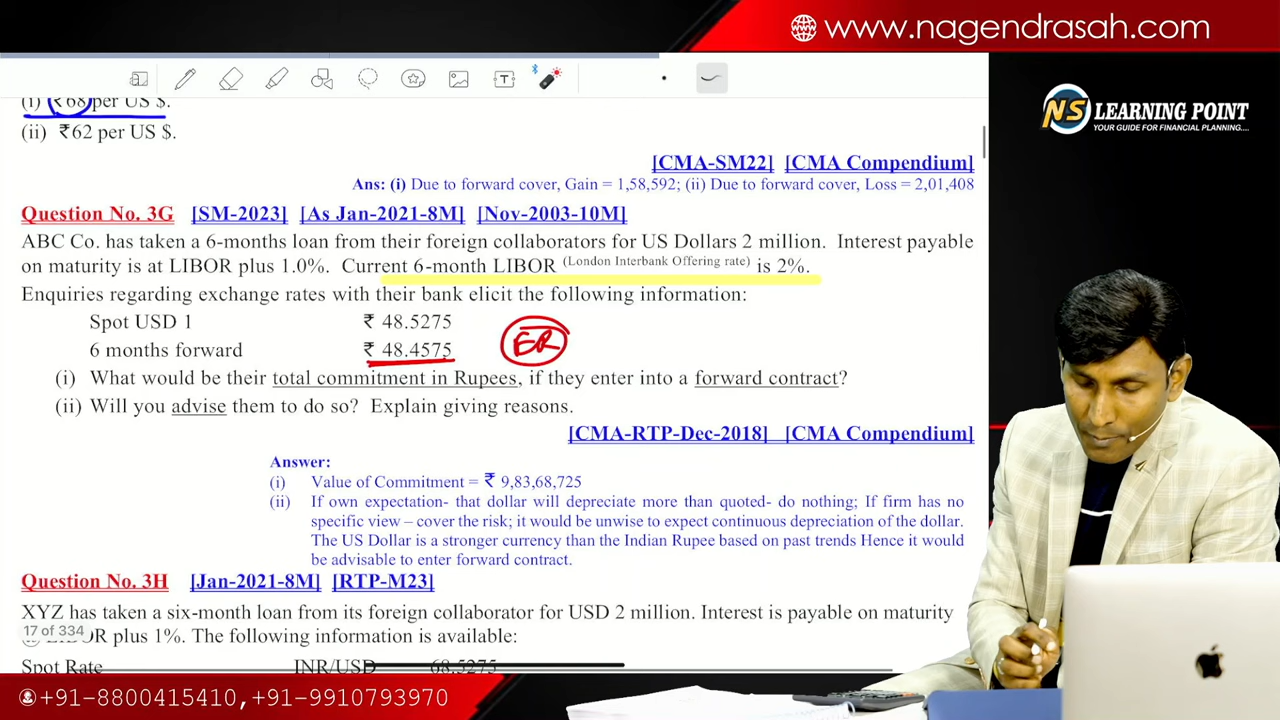 www.nagendrasah.com
NS LEARNING POINT
YOUR GUIDE FOR FINANCIAL PLANNING....
(i) ₹68 per US $.
(ii) ₹62 per US $.
[CMA-SM22] [CMA Compendium]
Ans: (i) Due to forward cover, Gain = 1,58,592; (ii) Due to forward cover, Loss = 2,01,408
Question No. 3G [SM-2023] [As Jan-2021-8M] [Nov-2003-10M]
ABC Co. has taken a 6-months loan from their foreign collaborators for US Dollars 2 million. Interest payable
on maturity is at LIBOR plus 1.0%. Current 6-month LIBOR (London Interbank Offering rate) is 2%.
Enquiries regarding exchange rates with their bank elicit the following information:
Spot USD 1 ₹ 48.5275
6 months forward ₹ 48.4575
ER
(i) What would be their total commitment in Rupees, if they enter into a forward contract?
(ii) Will you advise them to do so? Explain giving reasons.
[CMA-RTP-Dec-2018] [CMA Compendium]
Answer:
(i) Value of Commitment = ₹ 9,83,68,725
(ii) If own expectation- that dollar will depreciate more than quoted- do nothing; If firm has no
specific view – cover the risk; it would be unwise to expect continuous depreciation of the dollar.
The US Dollar is a stronger currency than the Indian Rupee based on past trends Hence it would
be advisable to enter forward contract.
Question No. 3H [Jan-2021-8M] [RTP-M23]
XYZ has taken a six-month loan from its foreign collaborator for USD 2 million. Interest is payable on maturity
17 of 334
LIBOR plus 1%. The following information is available:
Spot Rate INR/USD 68.5275
+91-8800415410,+91-9910793970